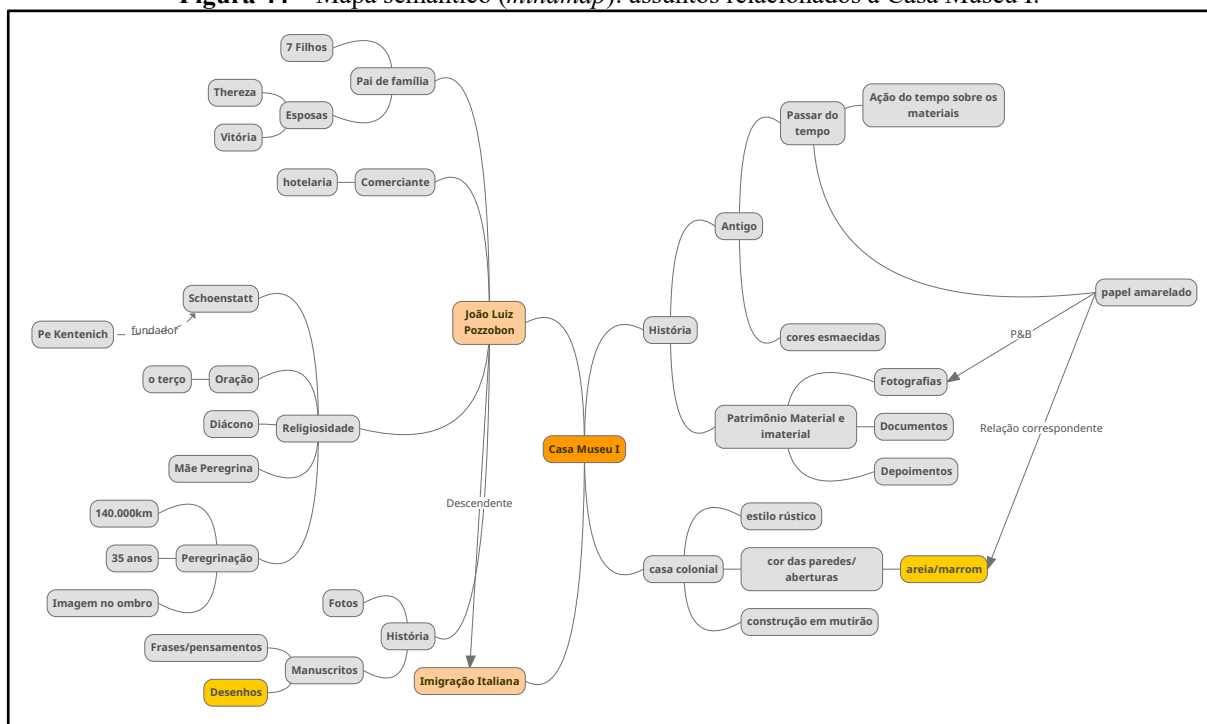 Figura 44 – Mapa semântico (mindmap): assuntos relacionados à Casa Museu I.
7 Filhos
Pai de família
Thereza
Esposas
Vitória
hotelaria
Comerciante
Schoenstatt
Pe Kentenich
fundador
o terço
Oração
Diácono
Religiosidade
Mãe Peregrina
140.000km
35 anos
Peregrinação
Imagem no ombro
Fotos
História
Frases/pensamentos
Manuscritos
Desenhos
João Luiz
Pozzobon
Descendente
Imigração Italiana
Casa Museu I
História
Antigo
Passar do
tempo
Ação do tempo sobre os
materiais
papel amarelado
cores esmaecidas
P&B
Fotografias
Patrimônio Material e
imaterial
Documentos
Depoimentos
Relação correspondente
casa colonial
estilo rústico
cor das paredes/
aberturas
areia/marrom
construção em mutirão